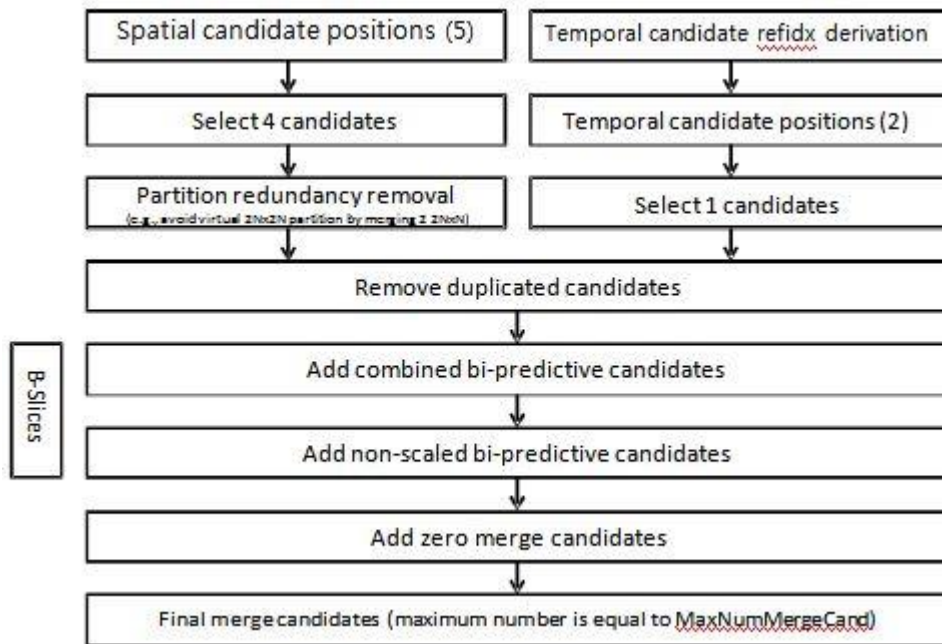 Spatial candidate positions (5)
Temporal candidate refidx derivation
Select 4 candidates
Temporal candidate positions (2)
Partition redundancy removal
(e.g., avoid virtual 2Nx2N partition by merging 2 2NxN)
Select 1 candidates
Remove duplicated candidates
B-Slices
Add combined bi-predictive candidates
Add non-scaled bi-predictive candidates
Add zero merge candidates
Final merge candidates (maximum number is equal to MaxNumMergeCand)